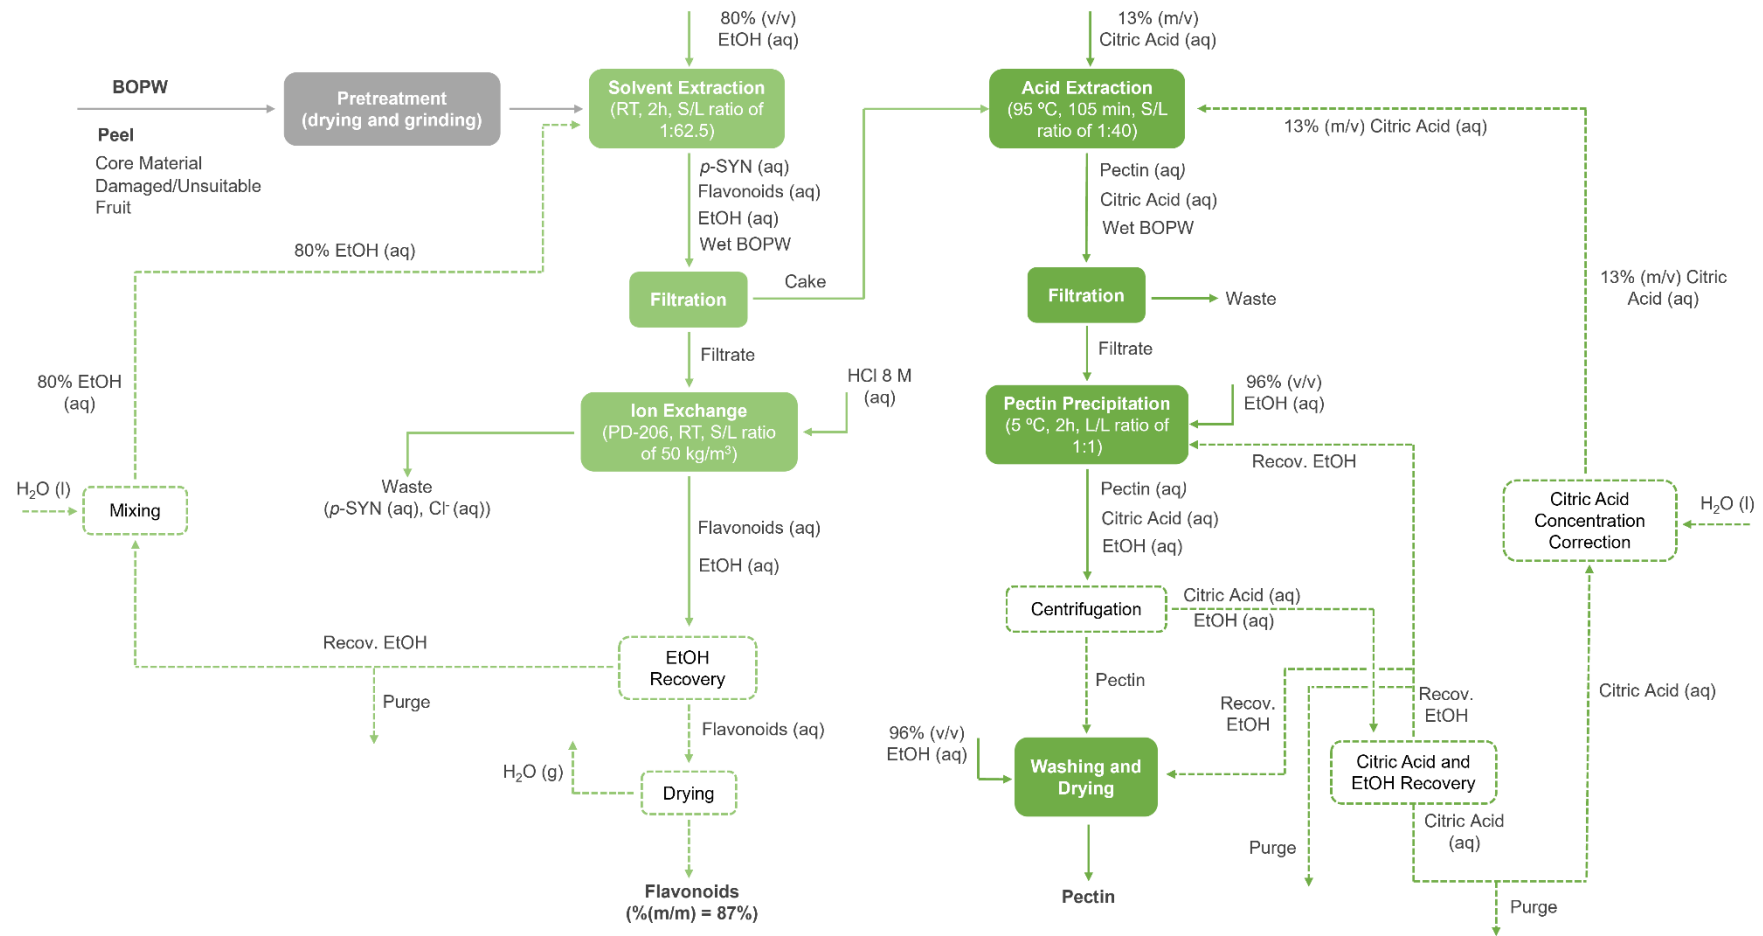 80% (v/v)
EtOH (aq)
13% (m/v)
Citric Acid (aq)
BOPW
Peel
Core Material
Damaged/Unsuitable
Fruit
Pretreatment
(drying and grinding)
Solvent Extraction
(RT, 2h, S/L ratio of
1:62.5)
Acid Extraction
(95 ºC, 105 min, S/L
ratio of 1:40)
13% (m/v) Citric Acid (aq)
p-SYN (aq)
Flavonoids (aq)
EtOH (aq)
Wet BOPW
Pectin (aq)
Citric Acid (aq)
Wet BOPW
80% EtOH (aq)
Filtration
Cake
Filtration
Waste
13% (m/v) Citric
Acid (aq)
Filtrate
Filtrate
80% EtOH
(aq)
HCl 8 M
(aq)
96% (v/v)
EtOH (aq)
Ion Exchange
(PD-206, RT, S/L ratio
of 50 kg/m³)
Pectin Precipitation
(5 ºC, 2h, L/L ratio of
1:1)
Recov. EtOH
H₂O (l)
Mixing
Waste
(p-SYN (aq), Cl⁻ (aq))
Pectin (aq)
Citric Acid (aq)
EtOH (aq)
Citric Acid
Concentration
Correction
H₂O (l)
Flavonoids (aq)
EtOH (aq)
Centrifugation
Citric Acid (aq)
EtOH (aq)
Recov. EtOH
EtOH
Recovery
Purge
Pectin
Recov.
EtOH
Recov.
EtOH
Citric Acid (aq)
Flavonoids (aq)
96% (v/v)
EtOH (aq)
Washing and
Drying
Citric Acid and
EtOH Recovery
H₂O (g)
Drying
Citric Acid
(aq)
Purge
Flavonoids
(%(m/m) = 87%)
Pectin
Purge